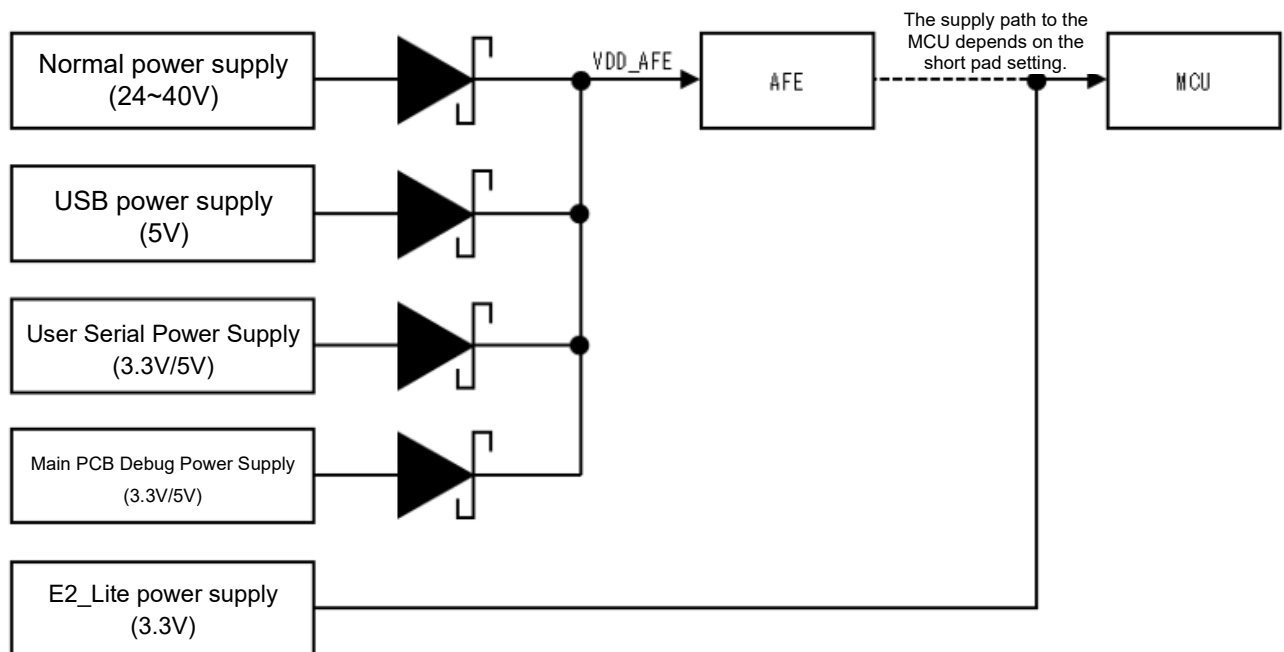 The supply path to the
MCU depends on the
short pad setting.
Normal power supply
(24~40V)
VDD_AFE
AFE
MCU
USB power supply
(5V)
User Serial Power Supply
(3.3V/5V)
Main PCB Debug Power Supply
(3.3V/5V)
E2_Lite power supply
(3.3V)